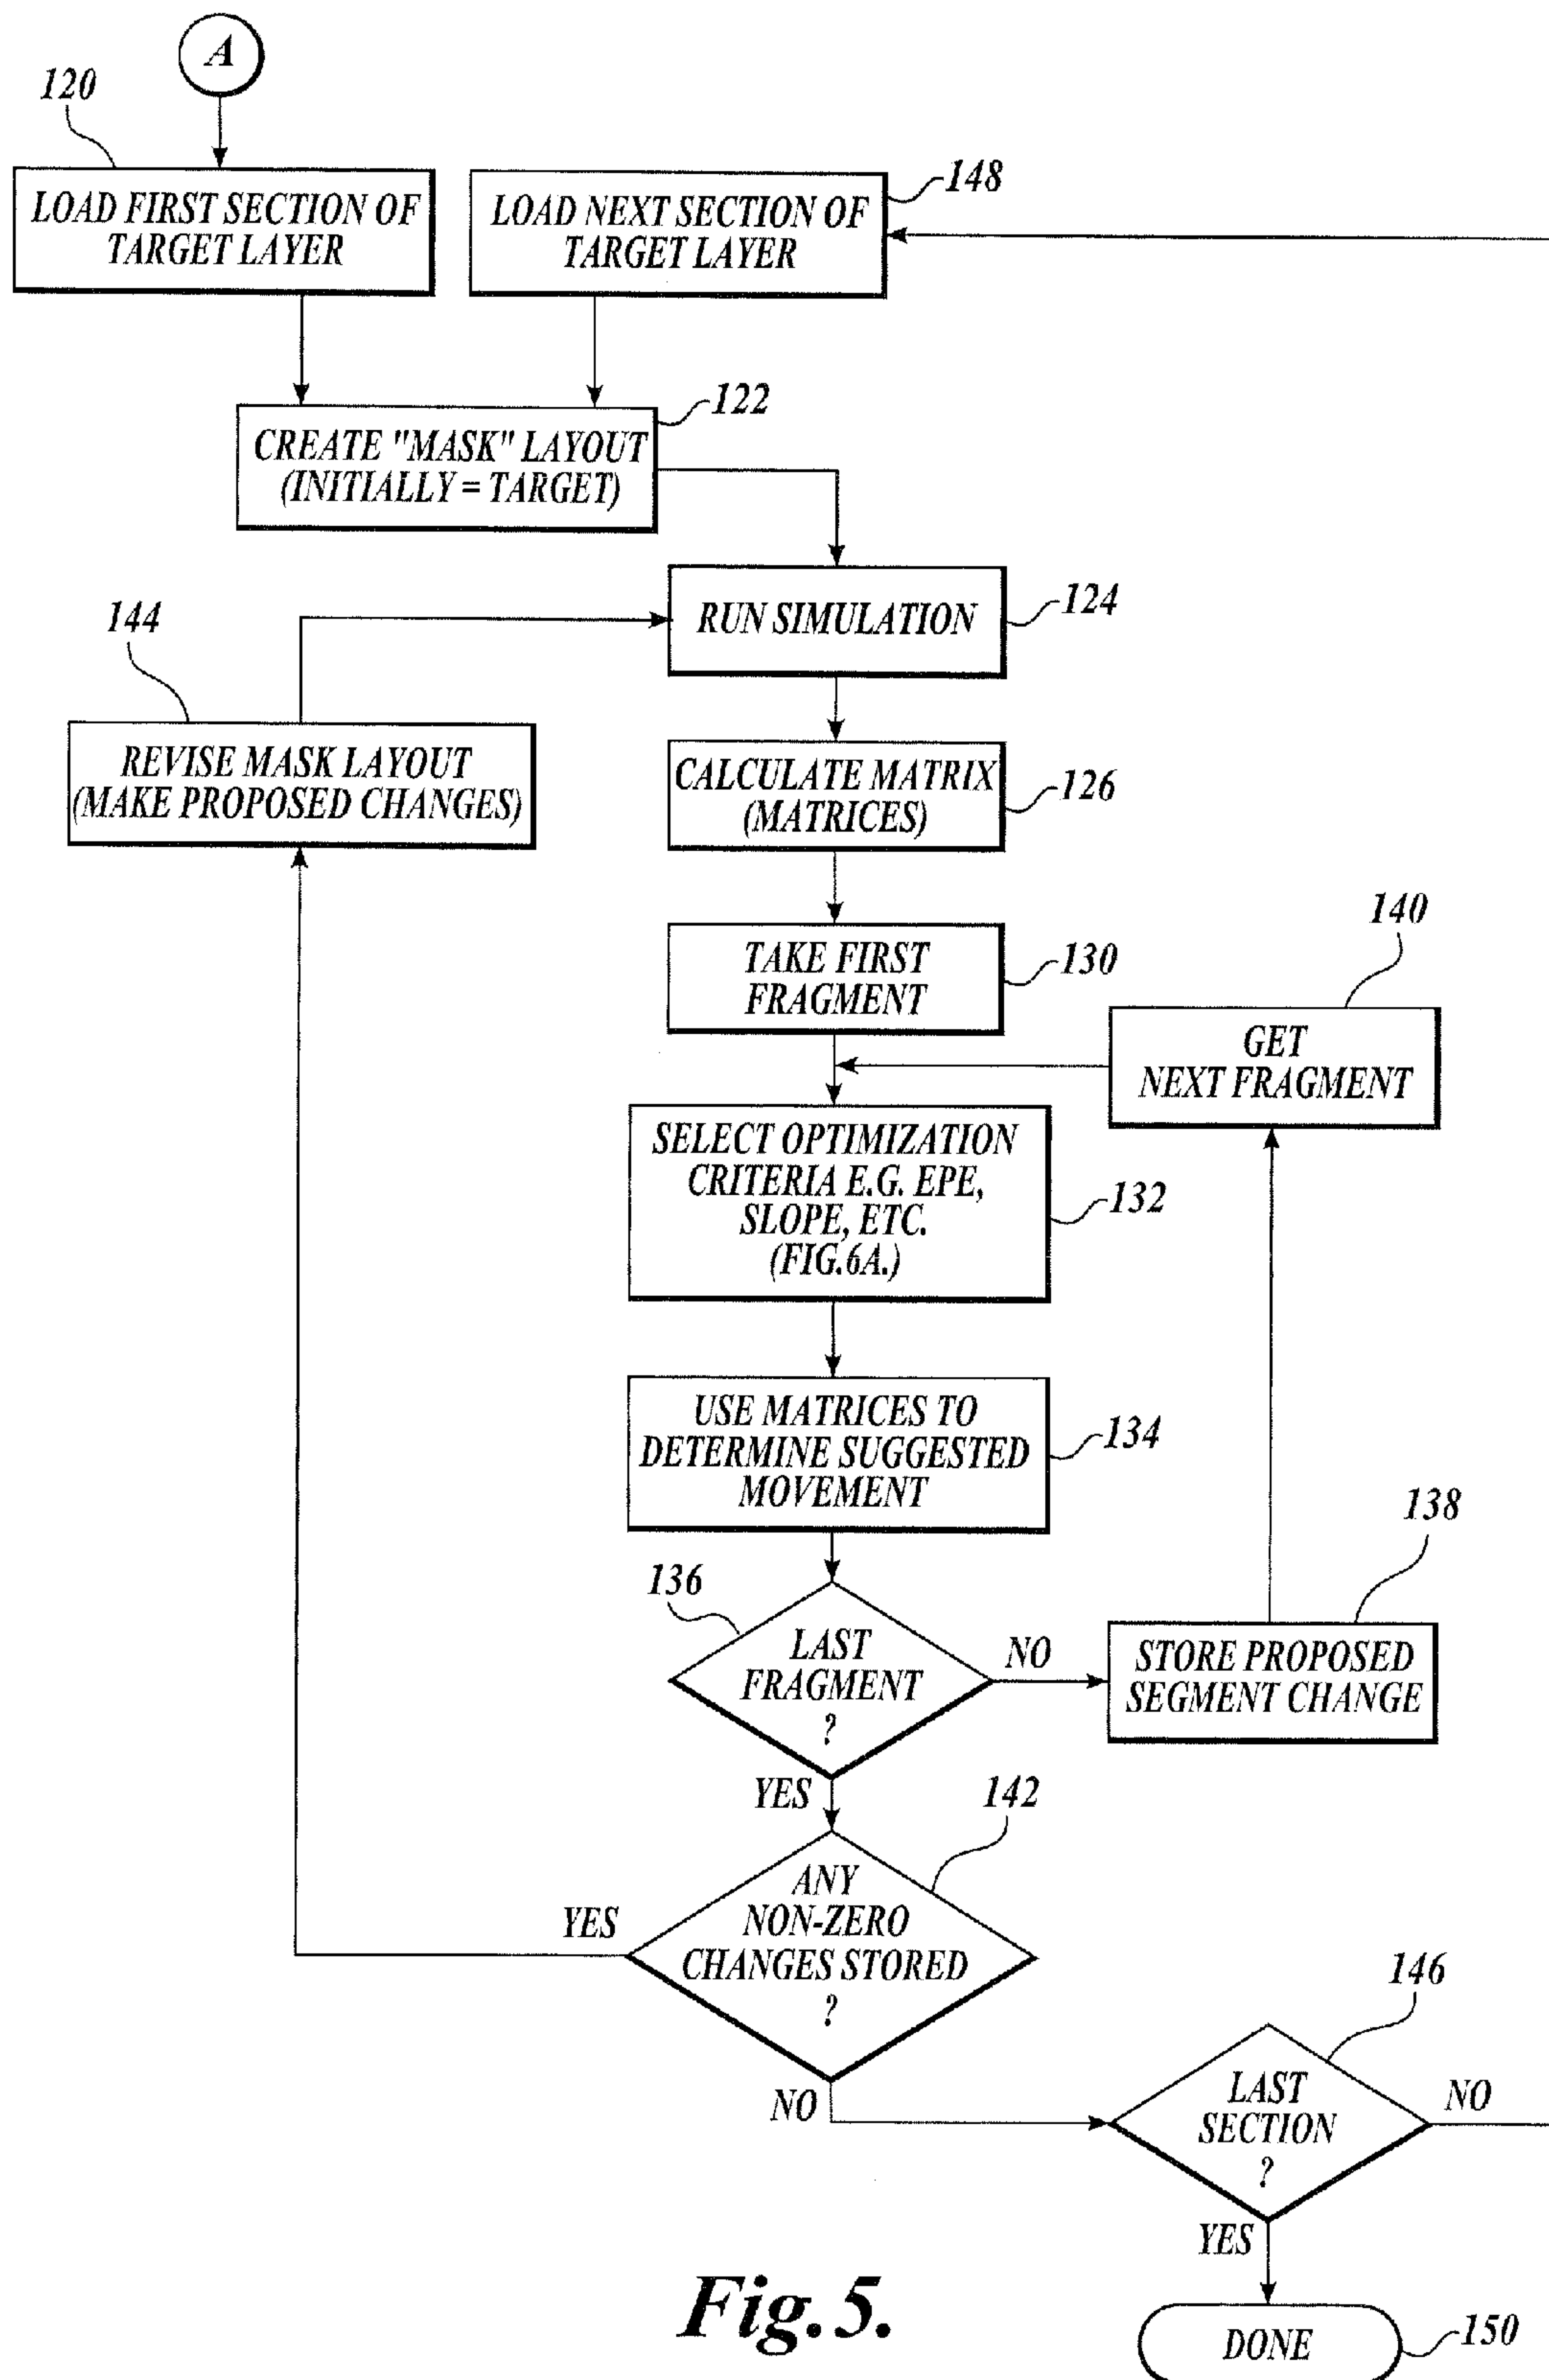 A
120
LOAD FIRST SECTION OF
TARGET LAYER
LOAD NEXT SECTION OF
TARGET LAYER
148
CREATE "MASK" LAYOUT
(INITIALLY = TARGET)
122
RUN SIMULATION
124
144
REVISE MASK LAYOUT
(MAKE PROPOSED CHANGES)
CALCULATE MATRIX
(MATRICES)
126
TAKE FIRST
FRAGMENT
130
140
GET
NEXT FRAGMENT
SELECT OPTIMIZATION
CRITERIA E.G. EPE,
SLOPE, ETC.
(FIG.6A.)
132
USE MATRICES TO
DETERMINE SUGGESTED
MOVEMENT
134
136
LAST
FRAGMENT
?
NO
138
STORE PROPOSED
SEGMENT CHANGE
YES
142
ANY
NON-ZERO
CHANGES STORED
?
YES
NO
146
LAST
SECTION
?
NO
YES
DONE
150
Fig.5.